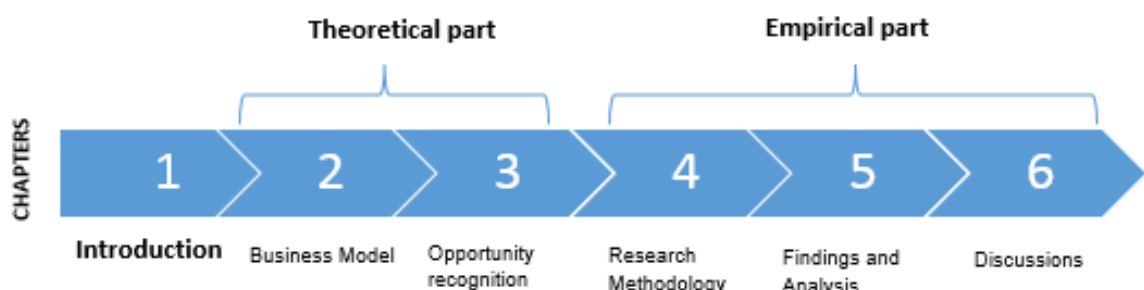 Theoretical part
Empirical part
CHAPTERS
1
2
3
4
5
6
Introduction
Business Model
Opportunity
recognition
Research
Methodology
Findings and
Analysis
Discussions